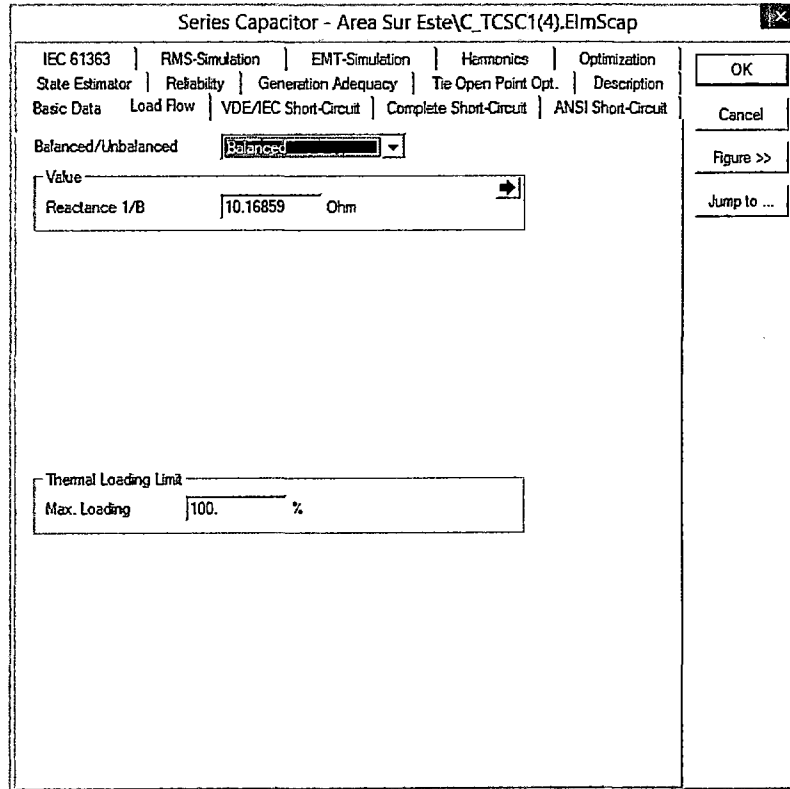 Series Capacitor - Area Sur Este\C_TCSC1(4).ElmScap
IEC 61363 RMS-Simulation EMT-Simulation Harmonics Optimization
State Estimator Reliability Generation Adequacy Tie Open Point Opt. Description
Basic Data Load Flow VDE/IEC Short-Circuit Complete Short-Circuit ANSI Short-Circuit
OK
Cancel
Figure >>
Jump to ...
Balanced/Unbalanced Balanced
Value
Reactance 1/B 10.16859 Ohm
Thermal Loading Limit
Max. Loading 100. %